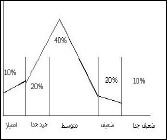 40%
10% 20% 20% 10%
امتياز جيد جدا متوسط ضعيف ضعيف جدا